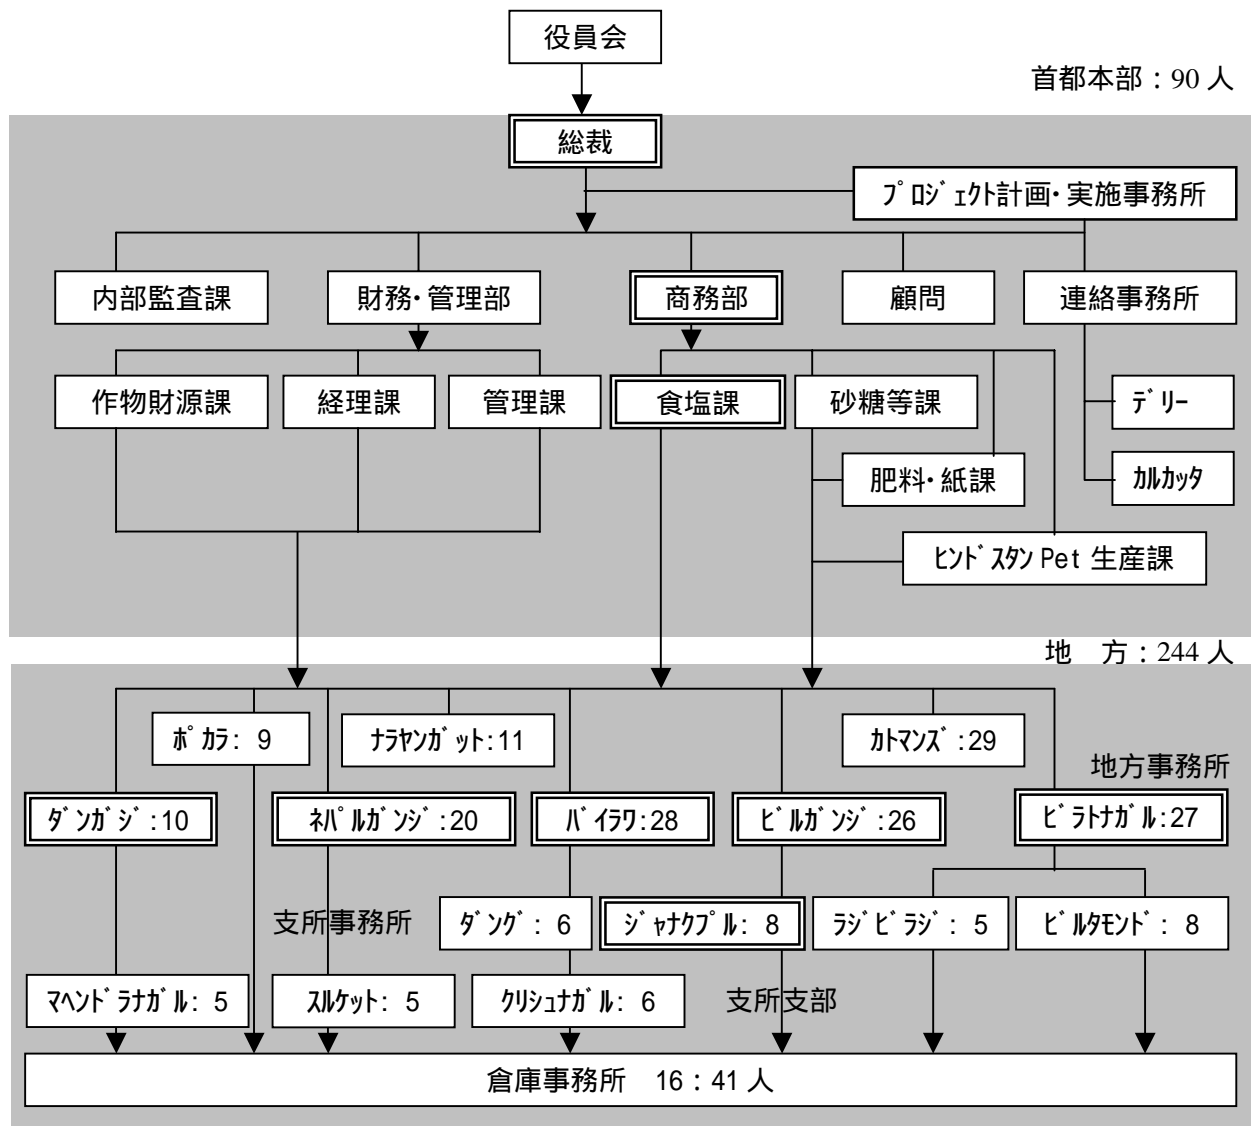 役員会
首都本部：90 人
総裁
ﾌﾟﾛｼﾞｪｸﾄ計画･実施事務所
内部監査課
財務･管理部
商務部
顧問
連絡事務所
作物財源課
経理課
管理課
食塩課
砂糖等課
ﾃﾞﾘｰ
肥料･紙課
ｶﾙｶｯﾀ
ﾋﾝﾄﾞｽﾀﾝ Pet 生産課
地　方：244 人
ﾎﾟｶﾗ: 9
ﾅﾗﾔﾝｶﾞｯﾄ:11
ｶﾄﾏﾝｽﾞ:29
地方事務所
ﾀﾞﾝｶﾞｼﾞ:10
ﾈﾊﾟﾙｶﾞﾝｼﾞ:20
ﾊﾞｲﾗﾜ:28
ﾋﾞﾙｶﾞﾝｼﾞ:26
ﾋﾞﾗﾄﾅｶﾞﾙ:27
支所事務所
ﾀﾞﾝｸﾞ: 6
ｼﾞｬﾅｸﾌﾟﾙ: 8
ﾗｼﾞﾋﾞﾗｼﾞ: 5
ﾋﾞﾙﾀﾓﾝﾄﾞ: 8
ﾏﾍﾝﾄﾞﾗﾅｶﾞﾙ: 5
ｽﾙｹｯﾄ: 5
ｸﾘｼｭﾅｶﾞﾙ: 6
支所支部
倉庫事務所　16：41 人